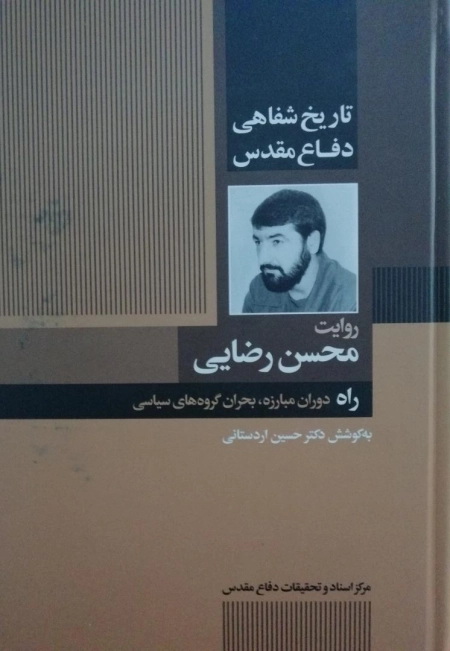 تاریخ شفاهی
دفاع مقدس
روایت
محسن رضایی
راه دوران مبارزه، بحران گروه‌های سیاسی
به‌کوشش دکتر حسین اردستانی
مرکز اسناد و تحقیقات دفاع مقدس